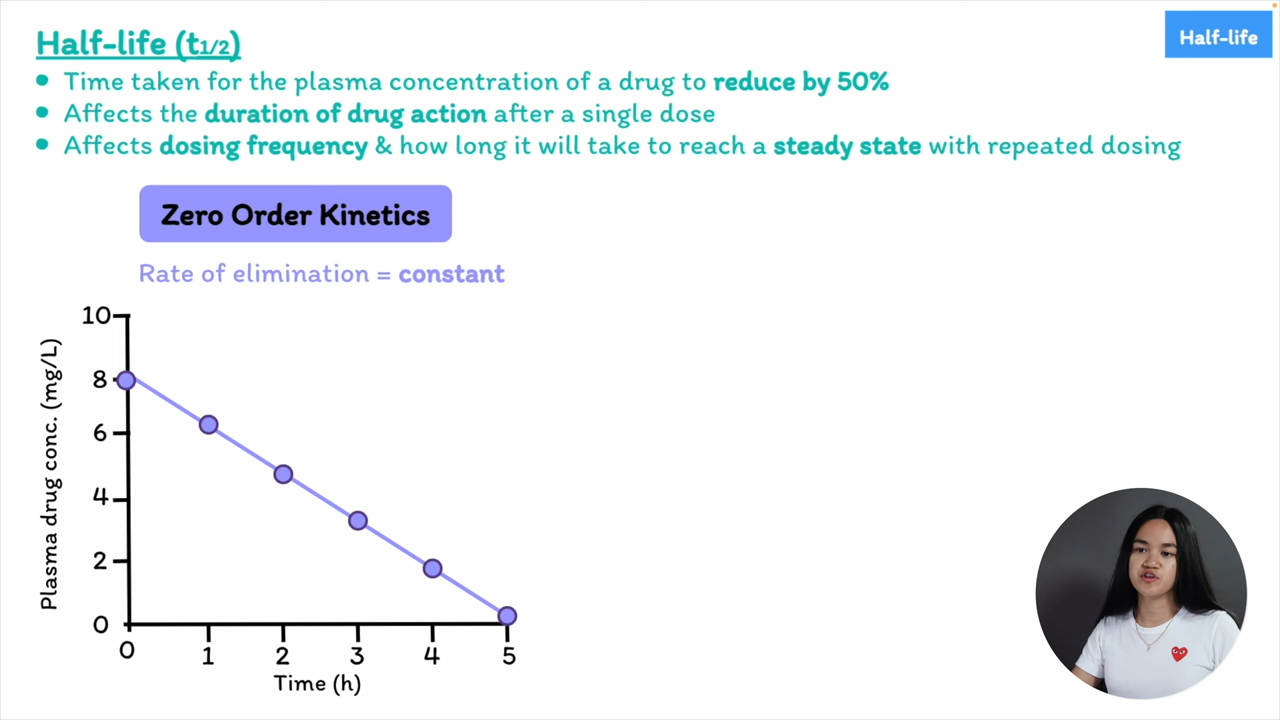 Half-life (t1/2)
Half-life
• Time taken for the plasma concentration of a drug to reduce by 50%
• Affects the duration of drug action after a single dose
• Affects dosing frequency & how long it will take to reach a steady state with repeated dosing
Zero Order Kinetics
Rate of elimination = constant
Plasma drug conc. (mg/L)
10
8
6
4
2
0
0 1 2 3 4 5
Time (h)